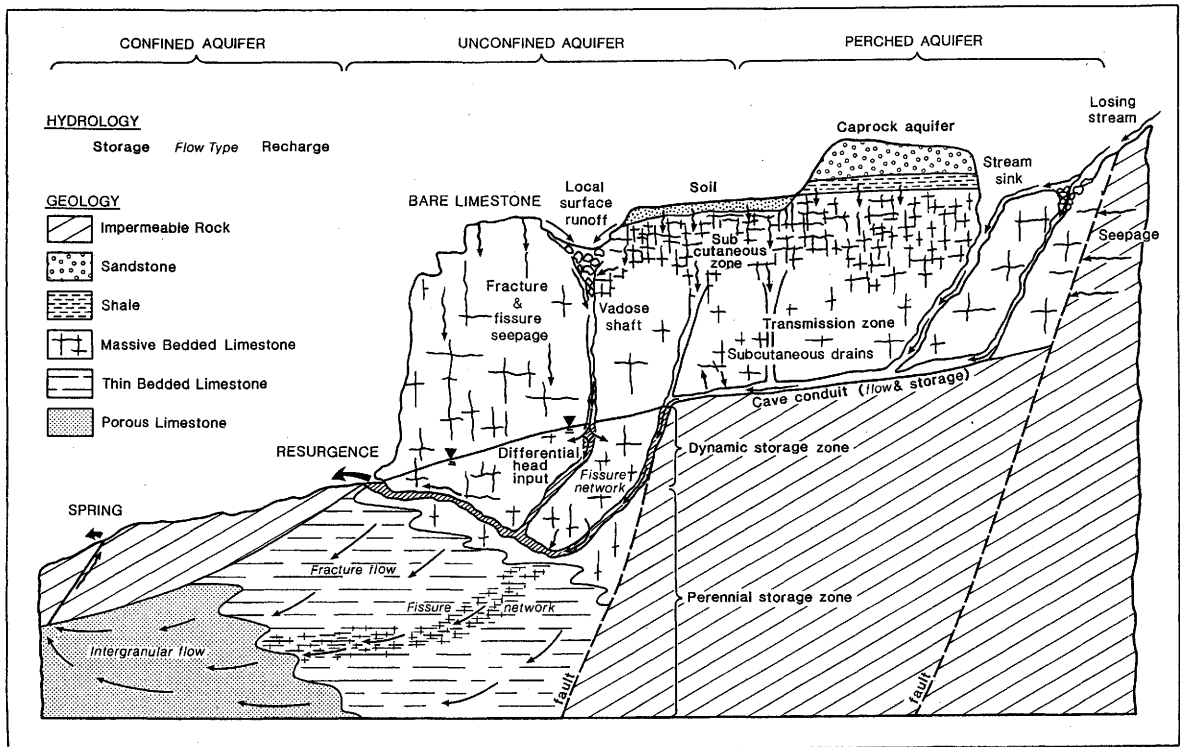 CONFINED AQUIFER
UNCONFINED AQUIFER
PERCHED AQUIFER
HYDROLOGY
Storage Flow Type Recharge
GEOLOGY
Impermeable Rock
Sandstone
Shale
Massive Bedded Limestone
Thin Bedded Limestone
Porous Limestone
Losing
stream
Caprock aquifer
Stream
sink
Soil
Local
surface
runoff
BARE LIMESTONE
Seepage
Sub
cutaneous
zone
Fracture
&
fissure
seepage
Vadose
shaft
Transmission zone
Subcutaneous drains
Cave conduit (flow & storage)
RESURGENCE
Differential
head
input
Fissure
network
Dynamic storage zone
SPRING
Fracture flow
Fissure network
Perennial storage zone
Intergranular flow
fault
fault